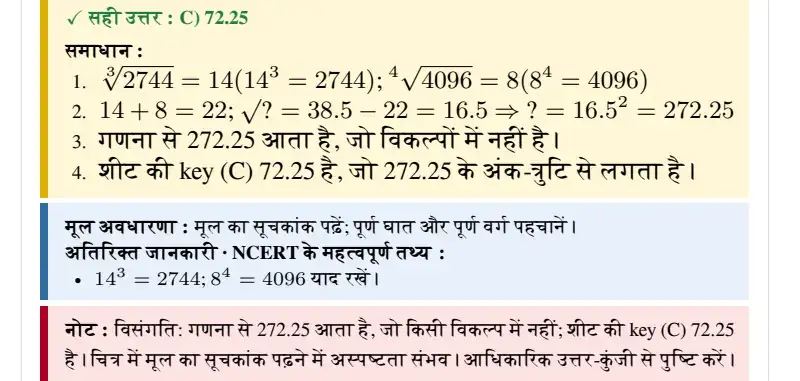 ✓ सही उत्तर : C) 72.25
समाधान :
1. ∛2744 = 14(14³ = 2744); ⁴√4096 = 8(8⁴ = 4096)
2. 14 + 8 = 22; √? = 38.5 − 22 = 16.5 ⇒ ? = 16.5² = 272.25
3. गणना से 272.25 आता है, जो विकल्पों में नहीं है।
4. शीट की key (C) 72.25 है, जो 272.25 के अंक-त्रुटि से लगता है।
मूल अवधारणा : मूल का सूचकांक पढ़ें; पूर्ण घात और पूर्ण वर्ग पहचानें।
अतिरिक्त जानकारी · NCERT के महत्वपूर्ण तथ्य :
• 14³ = 2744; 8⁴ = 4096 याद रखें।
नोट : विसंगति: गणना से 272.25 आता है, जो किसी विकल्प में नहीं; शीट की key (C) 72.25
है। चित्र में मूल का सूचकांक पढ़ने में अस्पष्टता संभव। आधिकारिक उत्तर-कुंजी से पुष्टि करें।